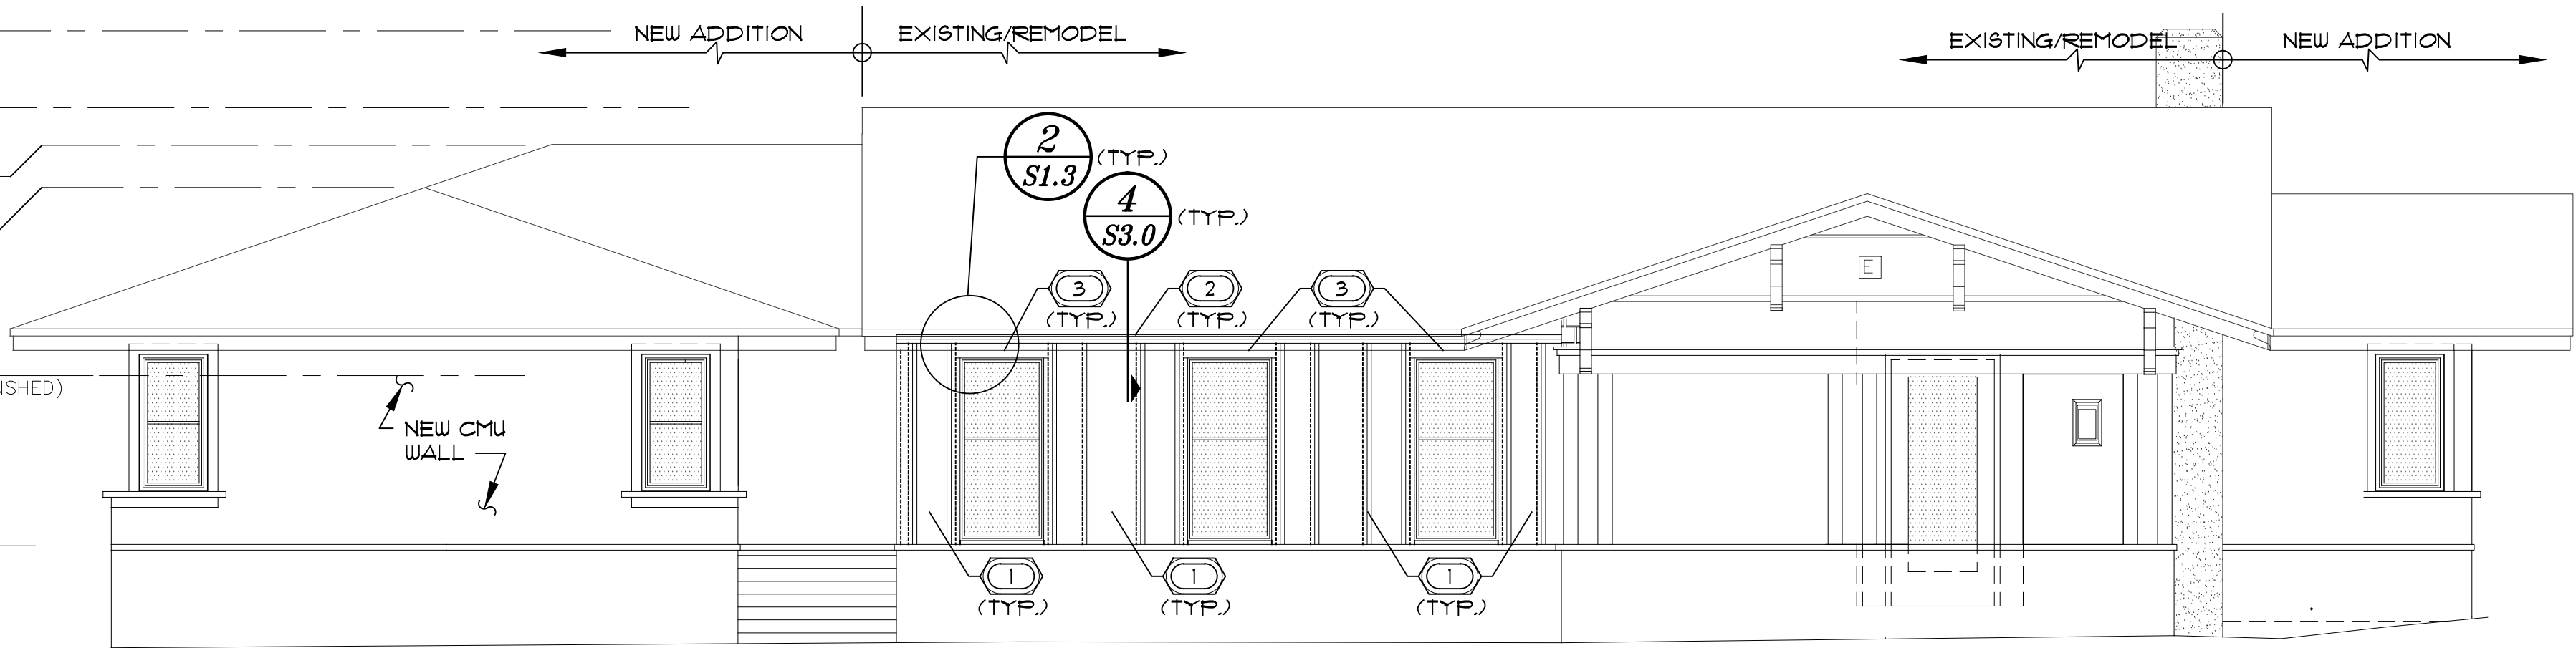 NEW ADDITION
EXISTING/REMODEL
EXISTING/REMODEL
NEW ADDITION
2
S1.3
(TYP.)
4
S3.0
(TYP.)
3
(TYP.)
2
(TYP.)
3
(TYP.)
E
NSHED)
NEW CMU
WALL
1
(TYP.)
1
(TYP.)
1
(TYP.)